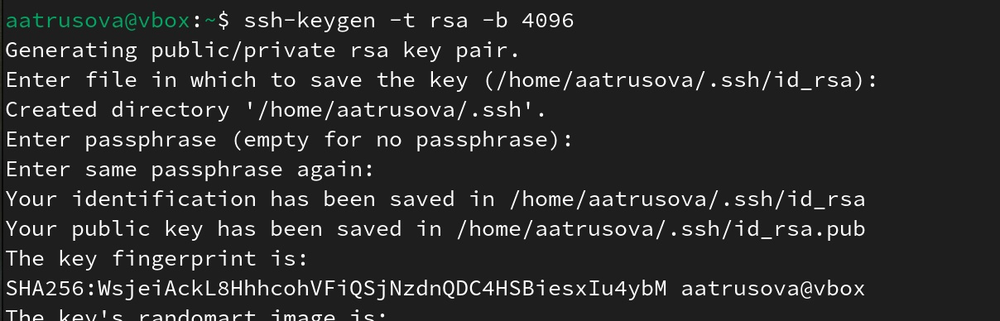 aatrusova@vbox:~$ ssh-keygen -t rsa -b 4096
Generating public/private rsa key pair.
Enter file in which to save the key (/home/aatrusova/.ssh/id_rsa):
Created directory '/home/aatrusova/.ssh'.
Enter passphrase (empty for no passphrase):
Enter same passphrase again:
Your identification has been saved in /home/aatrusova/.ssh/id_rsa
Your public key has been saved in /home/aatrusova/.ssh/id_rsa.pub
The key fingerprint is:
SHA256:WsjeiAckL8HhhcohVFiQSjNzdnQDC4HSBiesxIu4ybM aatrusova@vbox
The key's randomart image is: